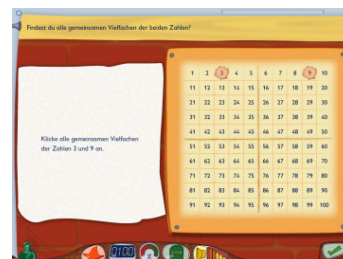 Findest du alle gemeinsamen Vielfachen der beiden Zahlen?
Klicke alle gemeinsamen Vielfachen
der Zahlen 3 und 9 an.
1 2 3 4 5 6 7 8 9 10
11 12 13 14 15 16 17 18 19 20
21 22 23 24 25 26 27 28 29 30
31 32 33 34 35 36 37 38 39 40
41 42 43 44 45 46 47 48 49 50
51 52 53 54 55 56 57 58 59 60
61 62 63 64 65 66 67 68 69 70
71 72 73 74 75 76 77 78 79 80
81 82 83 84 85 86 87 88 89 90
91 92 93 94 95 96 97 98 99 100